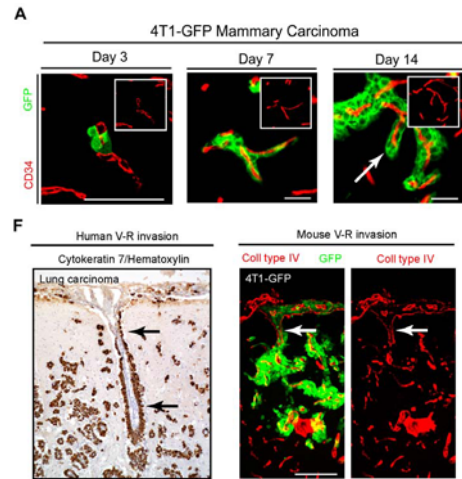 A
4T1-GFP Mammary Carcinoma
Day 3
Day 7
Day 14
GFP
CD34
F
Human V-R invasion
Cytokeratin 7/Hematoxylin
Lung carcinoma
Mouse V-R invasion
Coll type IV GFP
Coll type IV
4T1-GFP